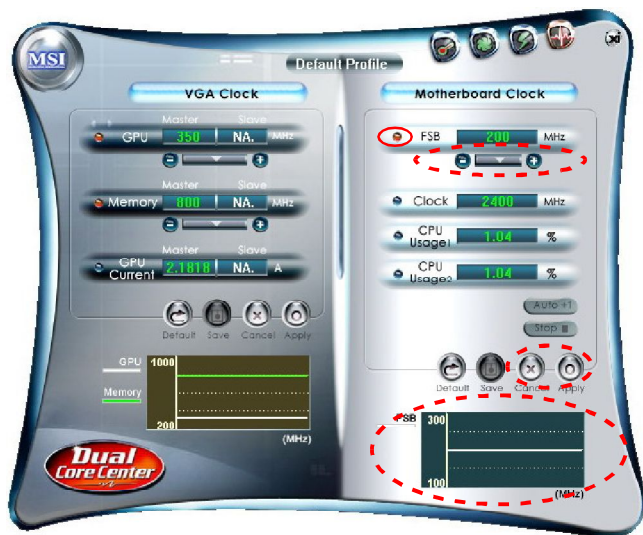 MSI
Default Profile
VGA Clock
Master Slave
GPU 350 NA. MHz
Master Slave
Memory 800 NA. MHz
Master Slave
GPU Current 2.1818 NA. A
Default Save Cancel Apply
GPU
Memory
1000
200
(MHz)
Dual
Core Center
Motherboard Clock
FSB 200 MHz
Clock 2400 MHz
CPU Usage1 1.04 %
CPU Usage2 1.04 %
Auto +1
Stop
Default Save Cancel Apply
FSB
300
100
(MHz)